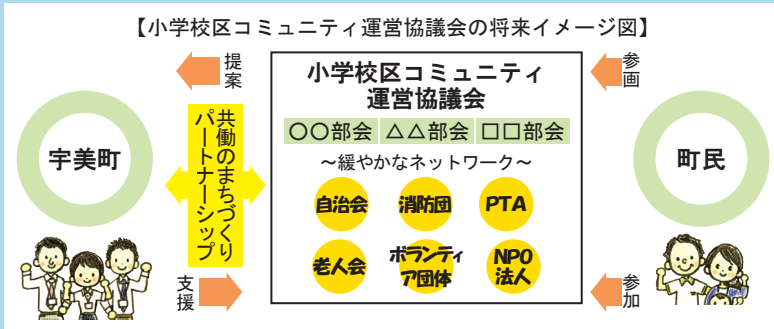 【小学校区コミュニティ運営協議会の将来イメージ図】
提案
小学校区コミュニティ
運営協議会
参画
〇〇部会 △△部会 □□部会
~緩やかなネットワーク~
宇美町
共働のまちづくり
パートナーシップ
自治会 消防団 PTA
町民
老人会 ボランティ
ア団体 NPO
法人
支援
参加